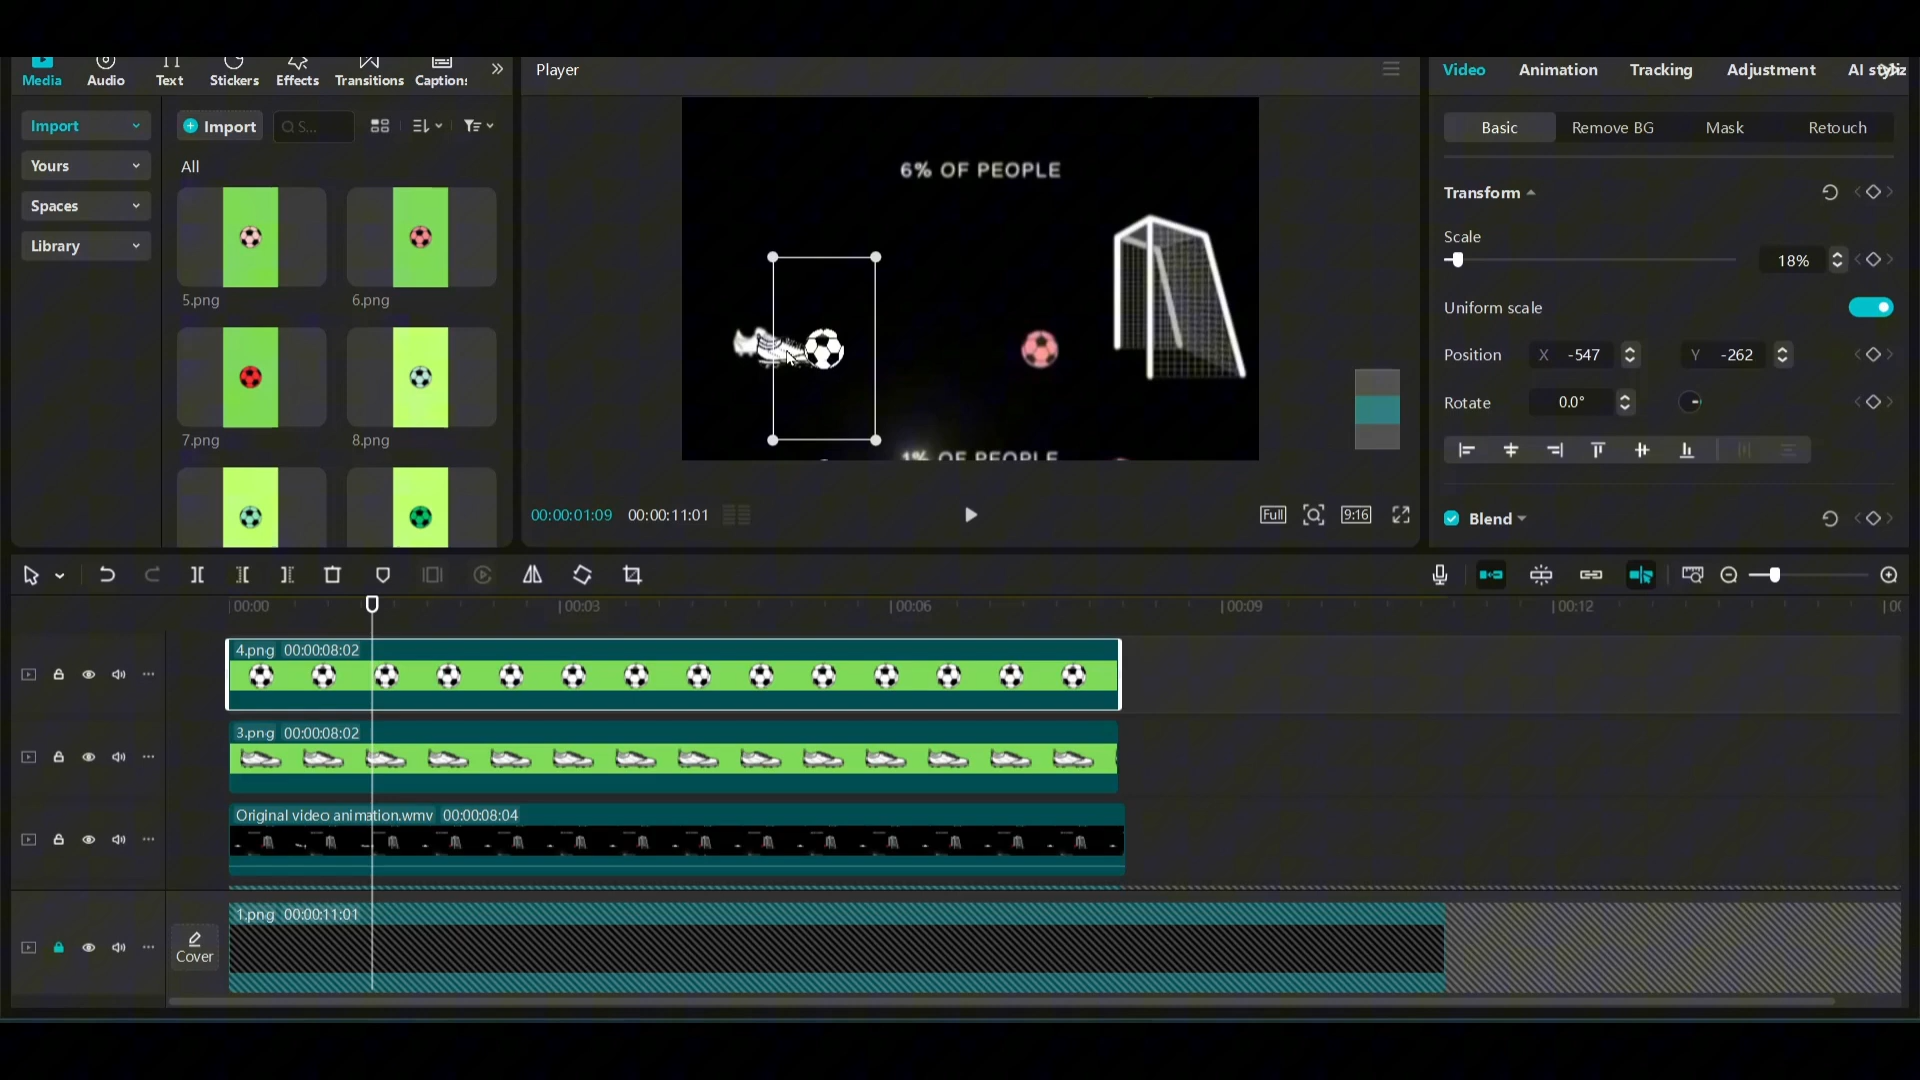 Media
Audio
Text
Stickers
Effects
Transitions
Caption
Import
Yours
Spaces
Library
Import
S...
All
5.png
6.png
7.png
8.png
Player
6% OF PEOPLE
1% OF PEOPLE
00:00:01:09
00:00:11:01
Full
9:16
Video
Animation
Tracking
Adjustment
AI
Basic
Remove BG
Mask
Retouch
Transform
Scale
18%
Uniform scale
Position X -547 Y -262
Rotate 0.0°
Blend
00:00
00:03
00:06
00:09
00:12
4.png 00:00:08:02
3.png 00:00:08:02
Original video animation.wmv 00:00:08:04
Cover
1.png 00:00:11:01